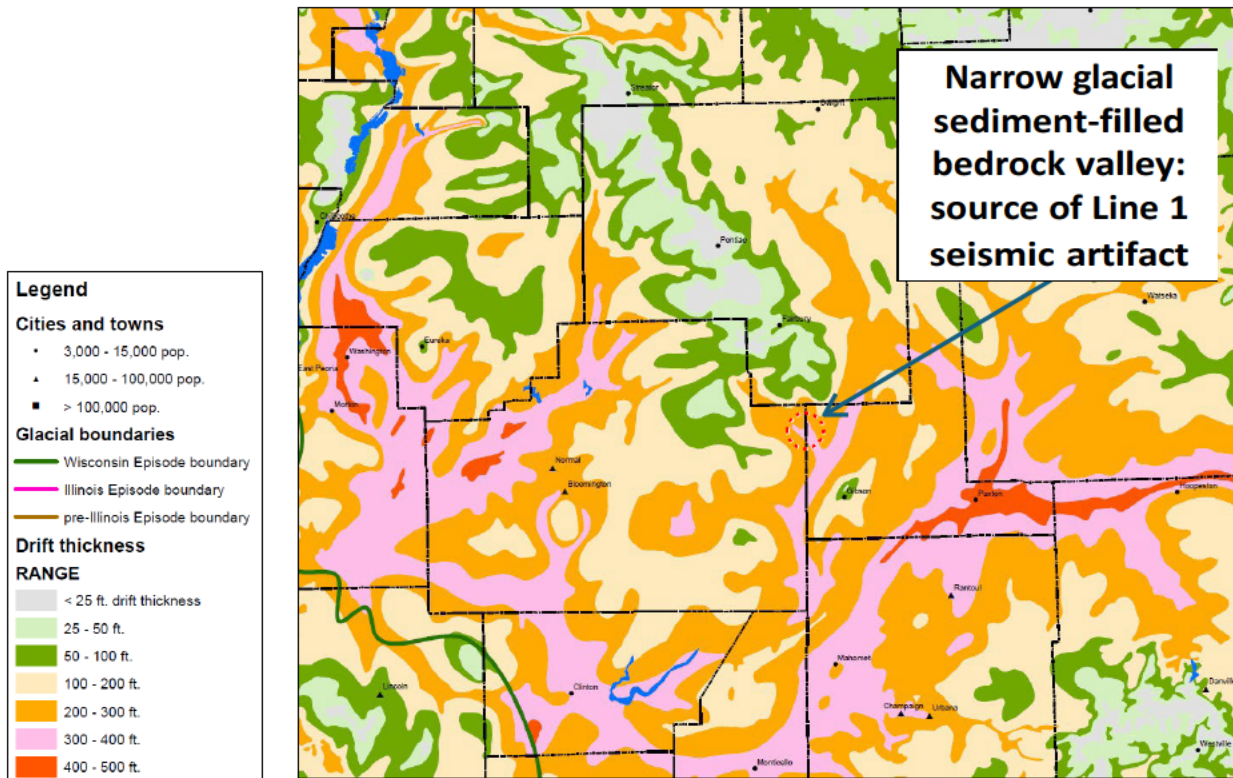 Narrow glacial
sediment-filled
bedrock valley:
source of Line 1
seismic artifact
Streator
Dwight
Chillicothe
Pontiac
Watseka
Fairbury
Washington
Eureka
East Peoria
Morton
Normal
Bloomington
Gibson
Paxton
Hoopeston
Rantoul
Mahomet
Lincoln
Clinton
Champaign
Urbana
Danville
Westville
Monticello
Legend
Cities and towns
3,000 - 15,000 pop.
15,000 - 100,000 pop.
> 100,000 pop.
Glacial boundaries
Wisconsin Episode boundary
Illinois Episode boundary
pre-Illinois Episode boundary
Drift thickness
RANGE
< 25 ft. drift thickness
25 - 50 ft.
50 - 100 ft.
100 - 200 ft.
200 - 300 ft.
300 - 400 ft.
400 - 500 ft.